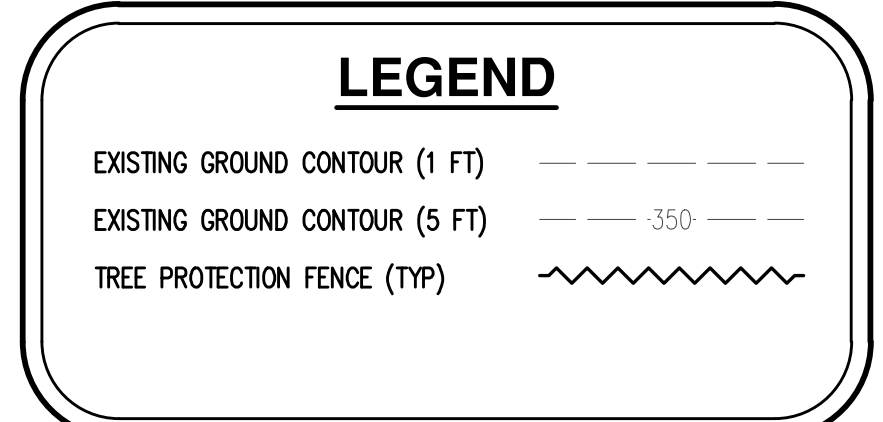 LEGEND
EXISTING GROUND CONTOUR (1 FT)
EXISTING GROUND CONTOUR (5 FT) 350
TREE PROTECTION FENCE (TYP)